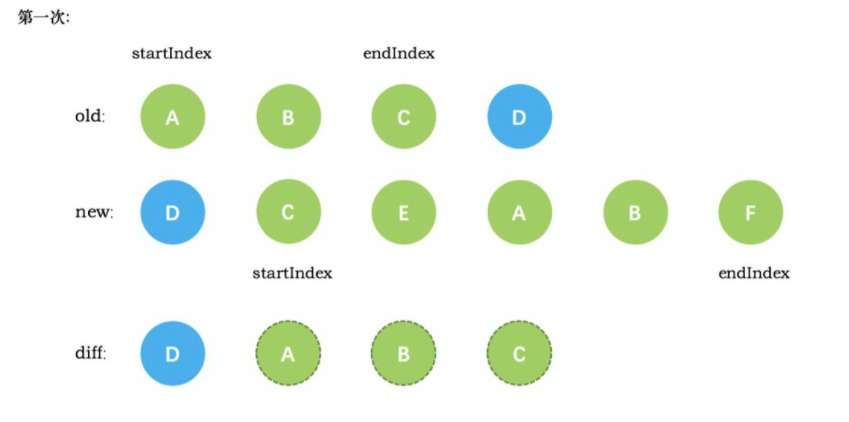 第一次:
startIndex endIndex
old: A B C D
new: D C E A B F
startIndex endIndex
diff: D A B C